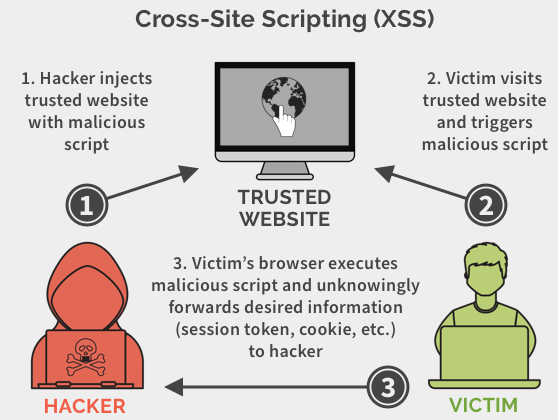 Cross-Site Scripting (XSS)
1. Hacker injects
trusted website
with malicious
script
2. Victim visits
trusted website
and triggers
malicious script
1
TRUSTED
WEBSITE
2
3. Victim's browser executes
malicious script and unknowingly
forwards desired information
(session token, cookie, etc.)
to hacker
HACKER
3
VICTIM